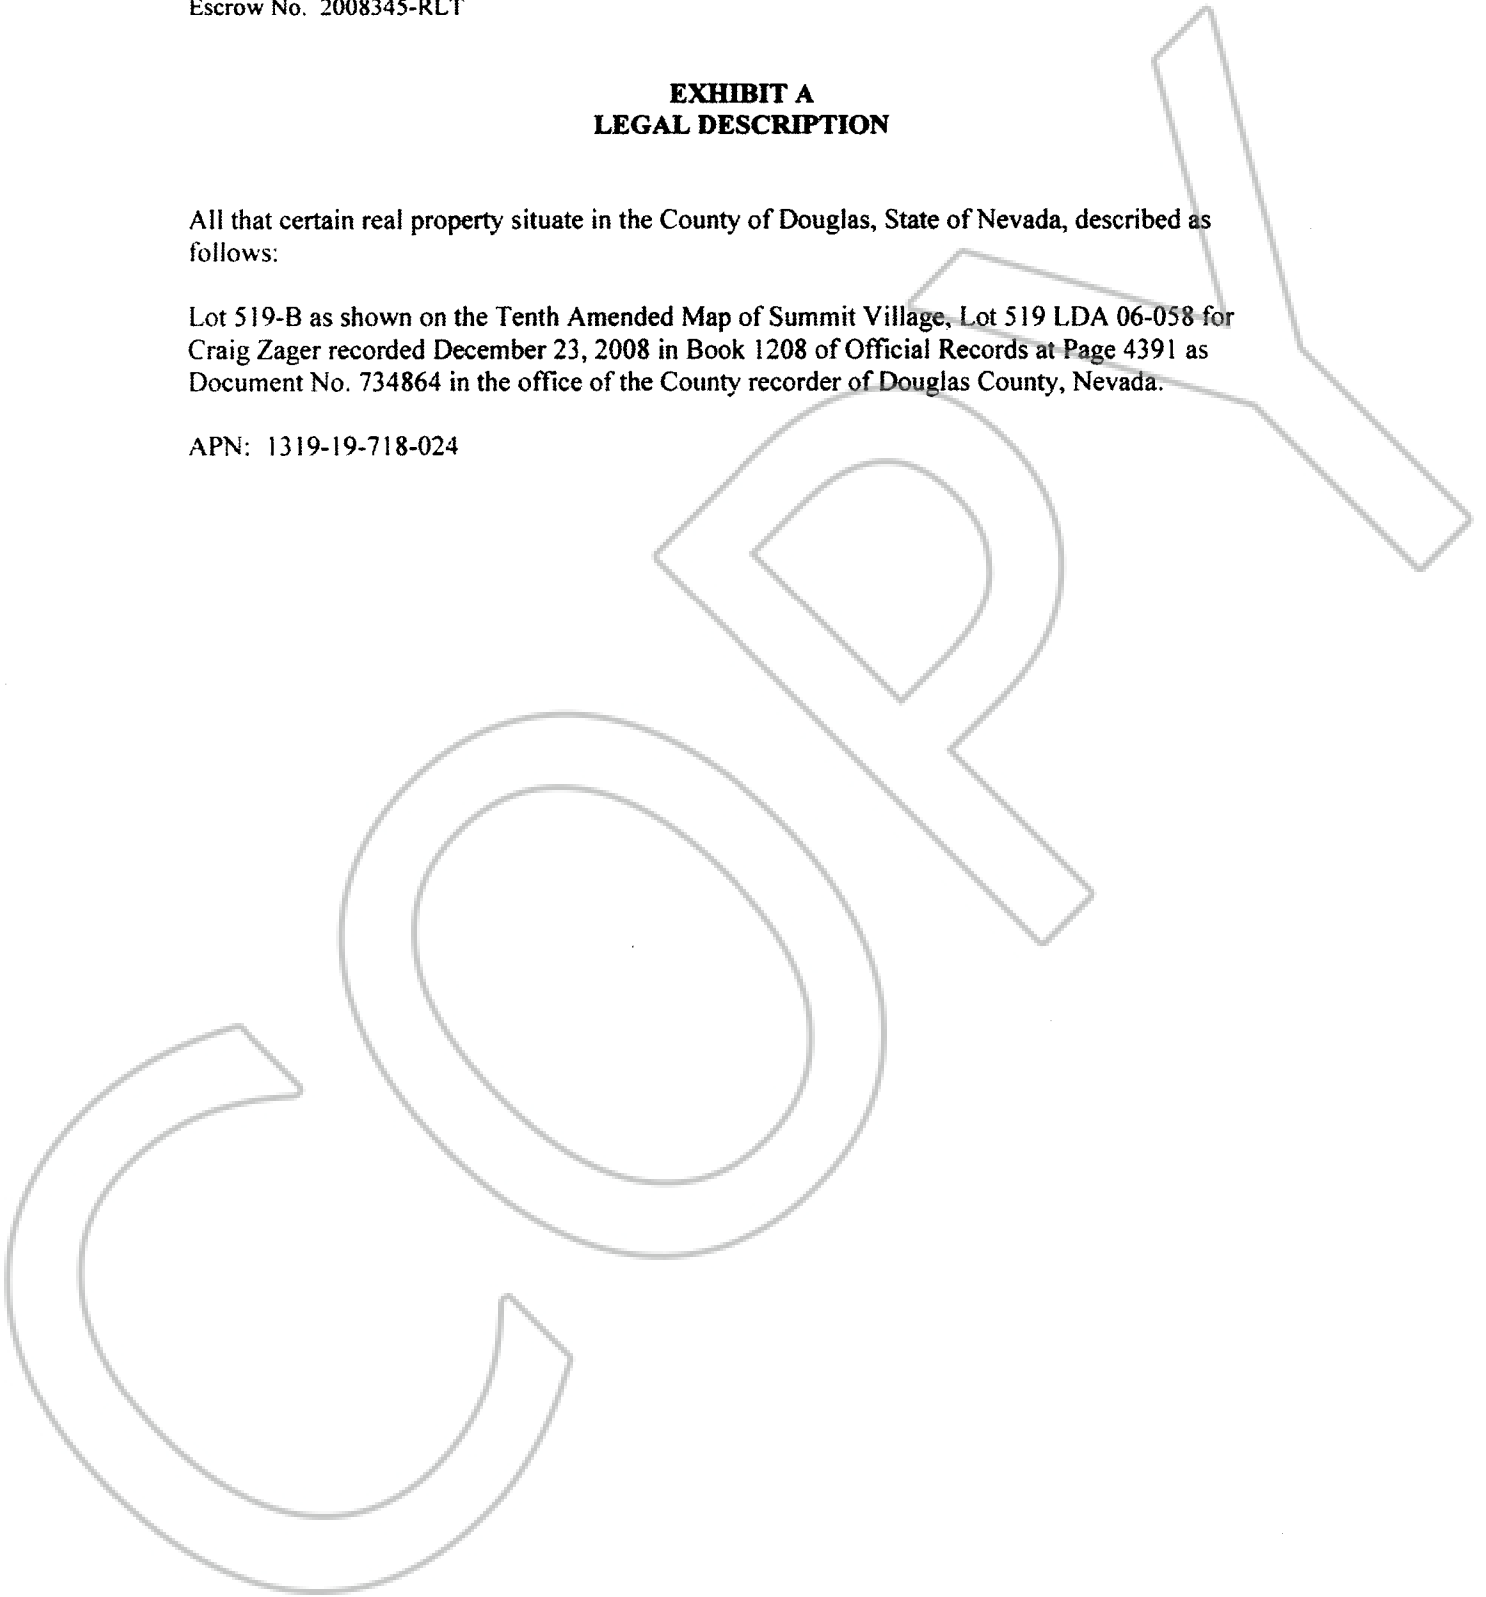 Escrow No. 2008345-RLT
EXHIBIT A
LEGAL DESCRIPTION
All that certain real property situate in the County of Douglas, State of Nevada, described as
follows:
Lot 519-B as shown on the Tenth Amended Map of Summit Village, Lot 519 LDA 06-058 for
Craig Zager recorded December 23, 2008 in Book 1208 of Official Records at Page 4391 as
Document No. 734864 in the office of the County recorder of Douglas County, Nevada.
APN: 1319-19-718-024
COPY